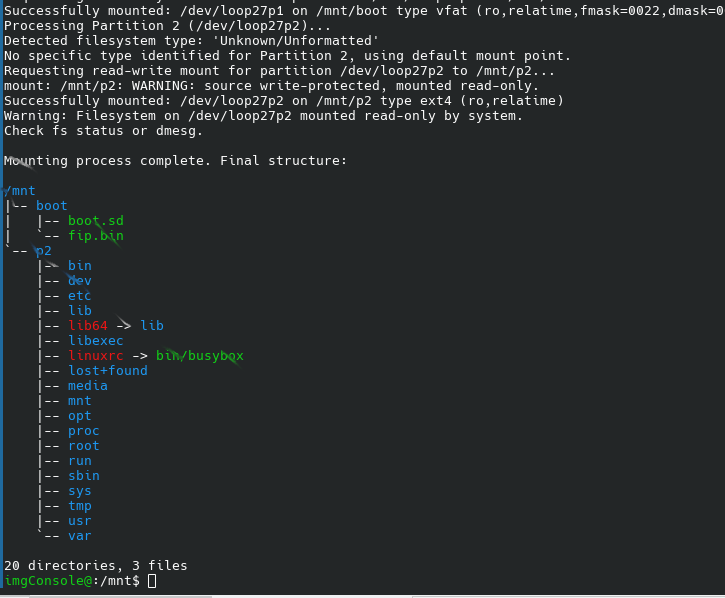 Successfully mounted: /dev/loop27p1 on /mnt/boot type vfat (ro,relatime,fmask=0022,dmask=0
Processing Partition 2 (/dev/loop27p2)...
Detected filesystem type: 'Unknown/Unformatted'
No specific type identified for Partition 2, using default mount point.
Requesting read-write mount for partition /dev/loop27p2 to /mnt/p2...
mount: /mnt/p2: WARNING: source write-protected, mounted read-only.
Successfully mounted: /dev/loop27p2 on /mnt/p2 type ext4 (ro,relatime)
Warning: Filesystem on /dev/loop27p2 mounted read-only by system.
Check fs status or dmesg.
Mounting process complete. Final structure:
/mnt
|-- boot
|   |-- boot.sd
|   `-- fip.bin
`-- p2
    |-- bin
    |-- dev
    |-- etc
    |-- lib
    |-- lib64 -> lib
    |-- libexec
    |-- linuxrc -> bin/busybox
    |-- lost+found
    |-- media
    |-- mnt
    |-- opt
    |-- proc
    |-- root
    |-- run
    |-- sbin
    |-- sys
    |-- tmp
    |-- usr
    `-- var
20 directories, 3 files
imgConsole@:/mnt$